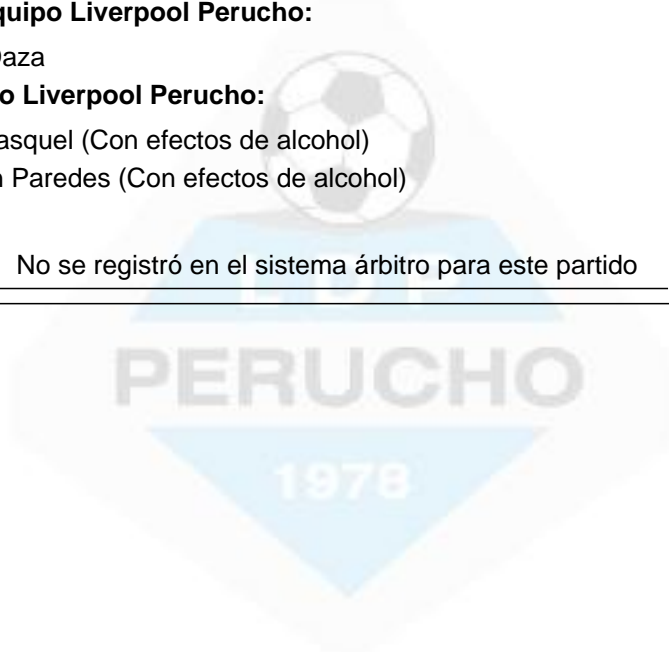 quipo Liverpool Perucho:
Daza
o Liverpool Perucho:
asquel (Con efectos de alcohol)
n Paredes (Con efectos de alcohol)
No se registró en el sistema árbitro para este partido
PERUCHO
1978